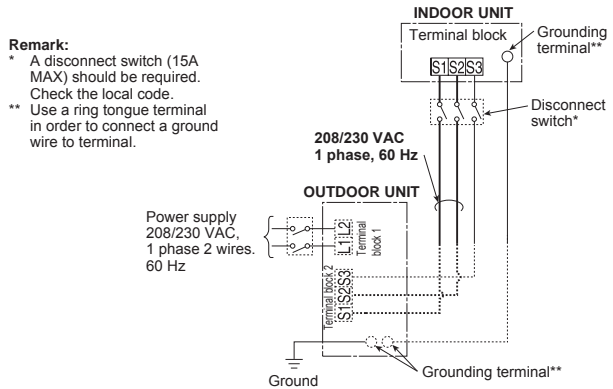 INDOOR UNIT
Terminal block
Grounding
terminal**
Remark:
* A disconnect switch (15A
MAX) should be required.
Check the local code.
** Use a ring tongue terminal
in order to connect a ground
wire to terminal.
S1 S2 S3
Disconnect
switch*
208/230 VAC
1 phase, 60 Hz
OUTDOOR UNIT
Power supply
208/230 VAC,
1 phase 2 wires.
60 Hz
L1 L2
Terminal
block 1
Terminal block 2
S1 S2 S3
Ground
Grounding terminal**